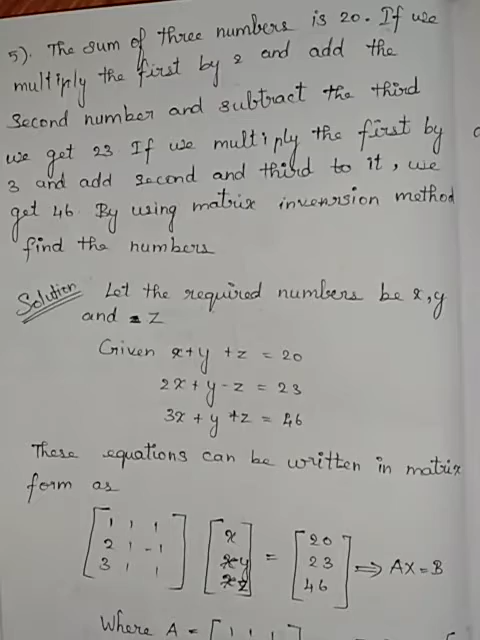 5). The sum of three numbers is 20. If we
multiply the first by 2 and add the
second number and subtract the third
we get 23 If we multiply the first by
3 and add second and third to it, we
get 46 By using matrix invenrsion method
find the numbers
Solution Let the required numbers be x, y
and z
Given x+y+z = 20
2x+y-z = 23
3x+y+z = 46
These equations can be written in matrix
form as
[1 1 1] [x] = [20]
[2 1 -1] [y] = [23] ⇒ AX=B
[3 1 1] [z] = [46]
Where A = [1 1 1]